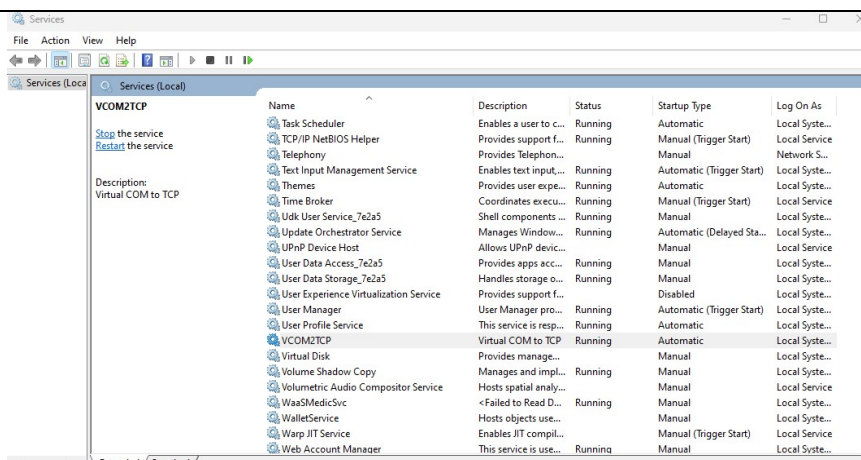 Services
File Action View Help
Services (Loca
Services (Local)
VCOM2TCP
Stop the service
Restart the service
Description:
Virtual COM to TCP
Name Description Status Startup Type Log On As
Task Scheduler Enables a user to c... Running Automatic Local Syste...
TCP/IP NetBIOS Helper Provides support f... Running Manual (Trigger Start) Local Service
Telephony Provides Telephon... Manual Network S...
Text Input Management Service Enables text input,... Running Automatic (Trigger Start) Local Syste...
Themes Provides user expe... Running Automatic Local Syste...
Time Broker Coordinates execu... Running Manual (Trigger Start) Local Service
Udk User Service_7e2a5 Shell components ... Running Manual Local Syste...
Update Orchestrator Service Manages Window... Running Automatic (Delayed Sta... Local Syste...
UPnP Device Host Allows UPnP devic... Manual Local Service
User Data Access_7e2a5 Provides apps acc... Running Manual Local Syste...
User Data Storage_7e2a5 Handles storage o... Running Manual Local Syste...
User Experience Virtualization Service Provides support f... Disabled Local Syste...
User Manager User Manager pro... Running Automatic (Trigger Start) Local Syste...
User Profile Service This service is resp... Running Automatic Local Syste...
VCOM2TCP Virtual COM to TCP Running Automatic Local Syste...
Virtual Disk Provides manage... Manual Local Syste...
Volume Shadow Copy Manages and impl... Running Manual Local Syste...
Volumetric Audio Compositor Service Hosts spatial analy... Manual Local Service
WaaSMedicSvc <Failed to Read D... Running Manual Local Syste...
WalletService Hosts objects use... Manual Local Syste...
Warp JIT Service Enables JIT compil... Manual (Trigger Start) Local Service
Web Account Manager This service is use... Running Manual Local Syste...